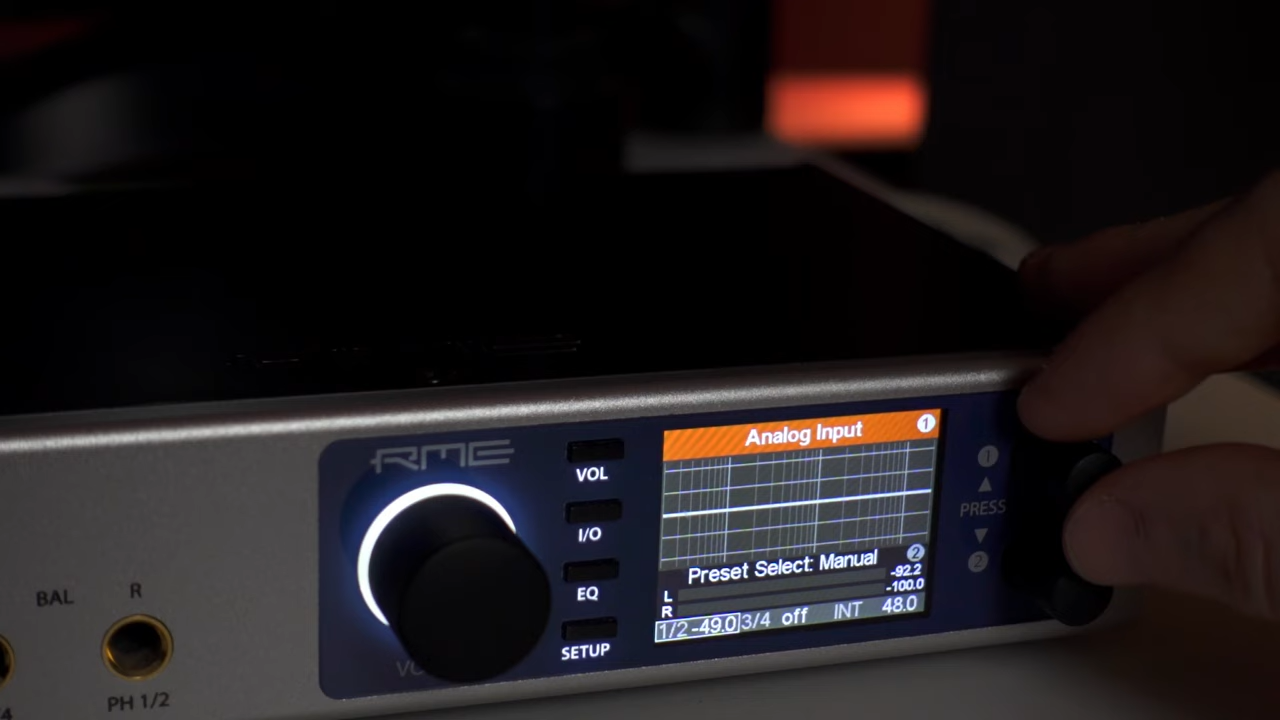 RME
VOL
I/O
EQ
SETUP
Analog Input 1
Preset Select: Manual 2
L -92.2
R -100.0
1/2 -49.0 3/4 off INT 48.0
1
PRESS
2
BAL R
PH 1/2